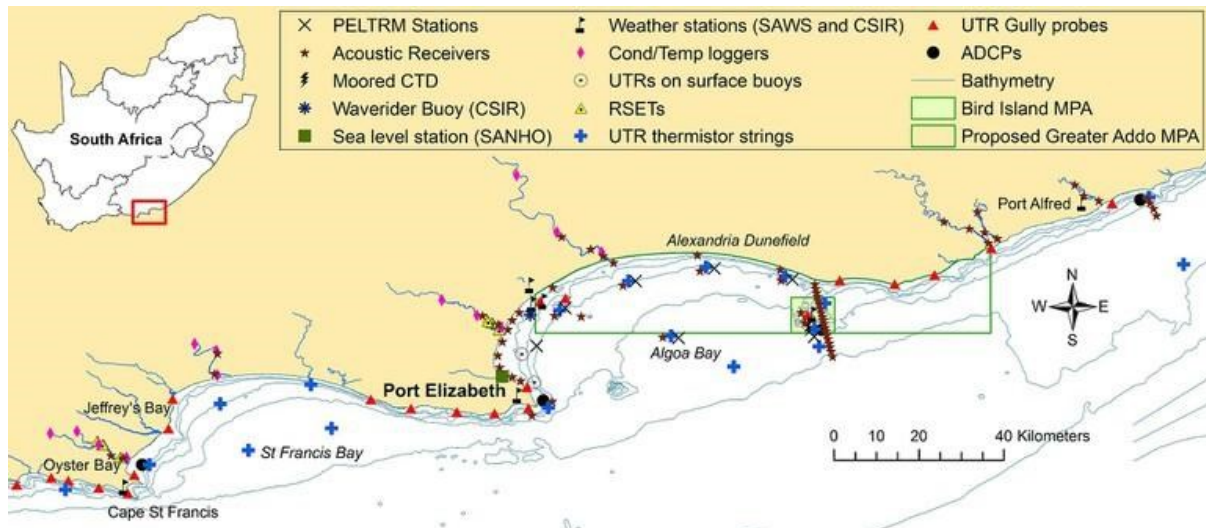 South Africa
PELTRM Stations
Acoustic Receivers
Moored CTD
Waverider Buoy (CSIR)
Sea level station (SANHO)
Weather stations (SAWS and CSIR)
Cond/Temp loggers
UTRs on surface buoys
RSETs
UTR thermistor strings
UTR Gully probes
ADCPs
Bathymetry
Bird Island MPA
Proposed Greater Addo MPA
Port Alfred
Alexandria Dunefield
N
W E
S
Algoa Bay
Port Elizabeth
Jeffrey's Bay
St Francis Bay
Oyster Bay
Cape St Francis
0 10 20 40 Kilometers